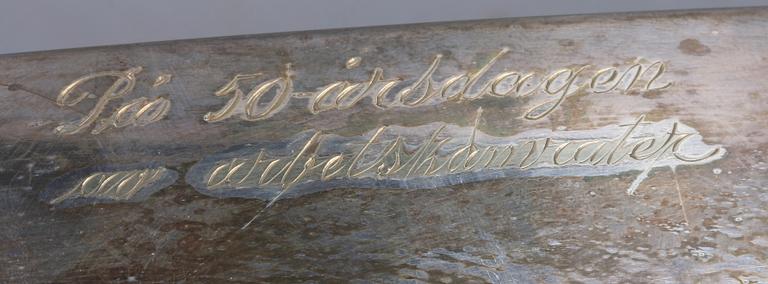 På 50-årsdagen
av arbetskamrater